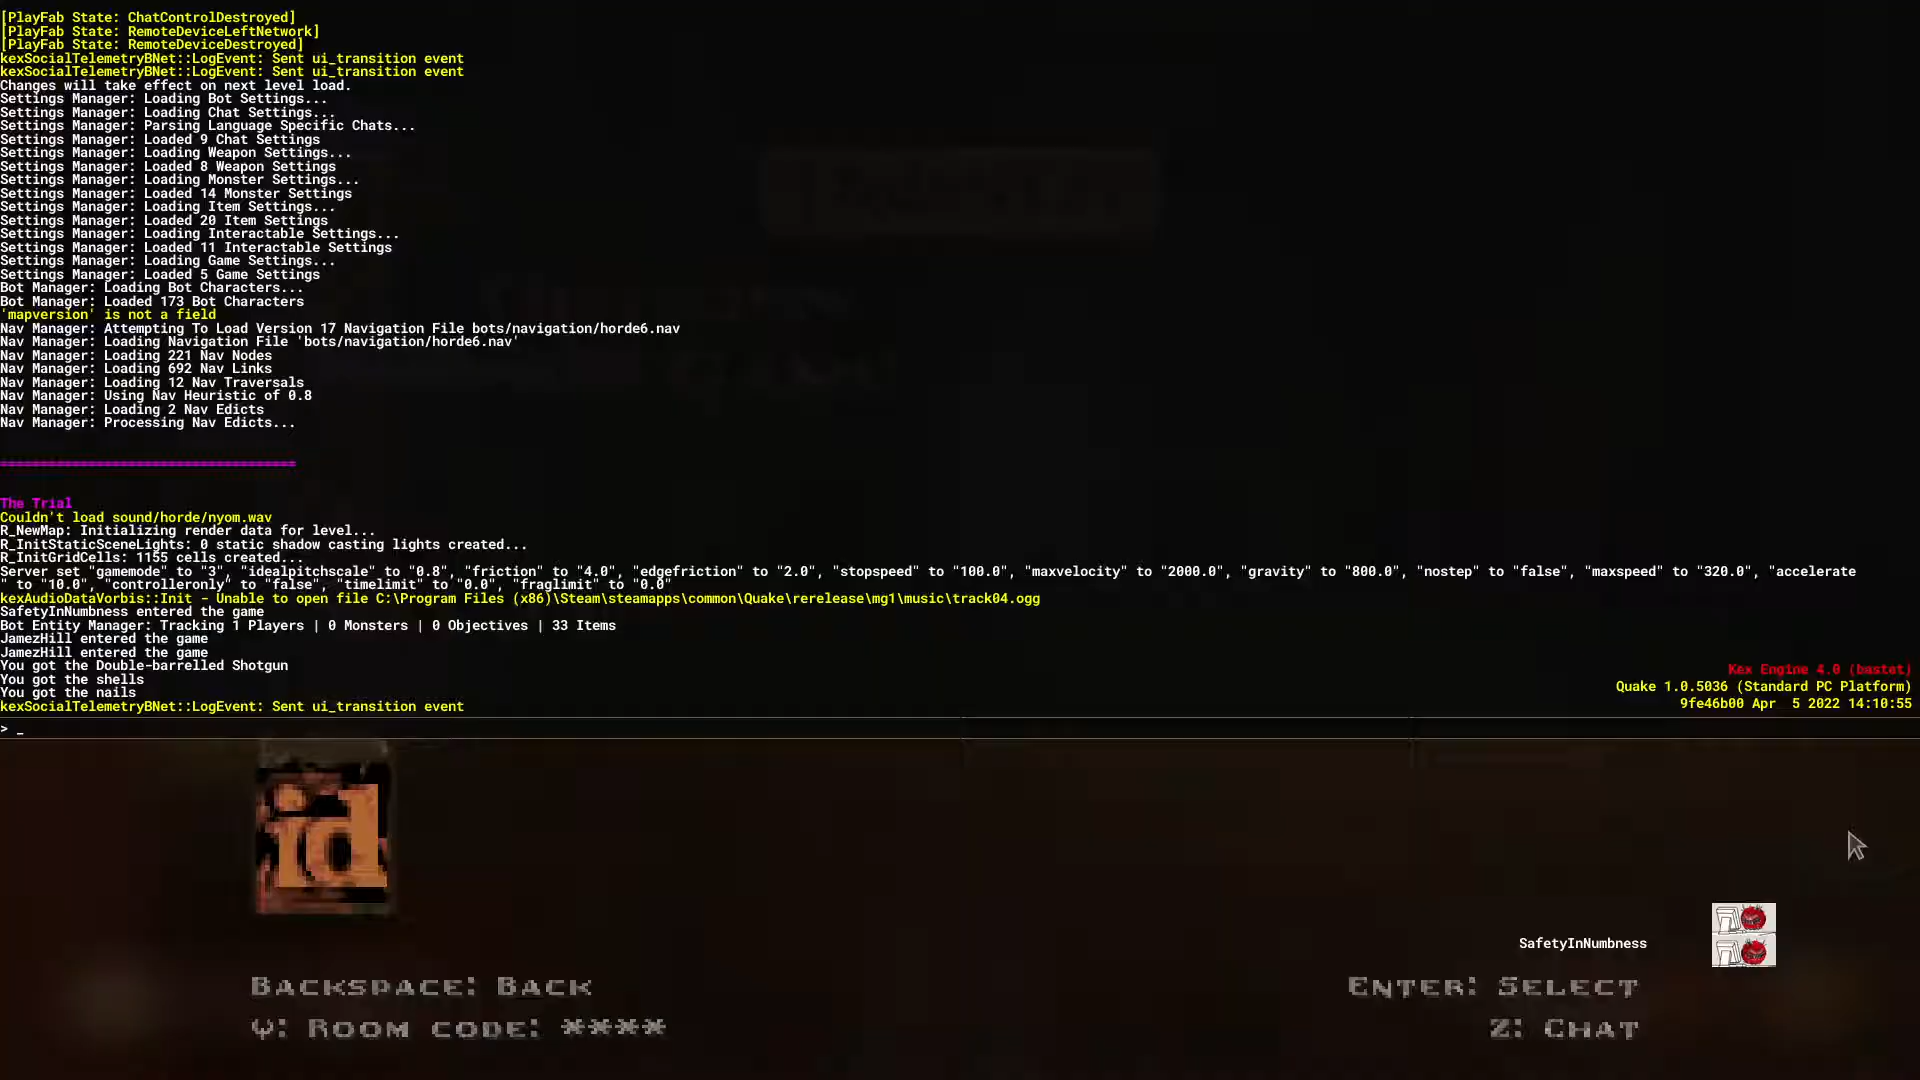 [PlayFab State: ChatControlDestroyed]
[PlayFab State: RemoteDeviceLeftNetwork]
[PlayFab State: RemoteDeviceDestroyed]
kexSocialTelemetryBNet::LogEvent: Sent ui_transition event
kexSocialTelemetryBNet::LogEvent: Sent ui_transition event
Changes will take effect on next level load.
Settings Manager: Loading Bot Settings...
Settings Manager: Loading Chat Settings...
Settings Manager: Parsing Language Specific Chats...
Settings Manager: Loaded 9 Chat Settings
Settings Manager: Loading Weapon Settings...
Settings Manager: Loaded 8 Weapon Settings
Settings Manager: Loading Monster Settings...
Settings Manager: Loaded 14 Monster Settings
Settings Manager: Loading Item Settings...
Settings Manager: Loaded 20 Item Settings
Settings Manager: Loading Interactable Settings...
Settings Manager: Loaded 11 Interactable Settings
Settings Manager: Loading Game Settings...
Settings Manager: Loaded 5 Game Settings
Bot Manager: Loading Bot Characters...
Bot Manager: Loaded 173 Bot Characters
'mapversion' is not a field
Nav Manager: Attempting To Load Version 17 Navigation File bots/navigation/horde6.nav
Nav Manager: Loading Navigation File 'bots/navigation/horde6.nav'
Nav Manager: Loading 221 Nav Nodes
Nav Manager: Loading 692 Nav Links
Nav Manager: Loading 12 Nav Traversals
Nav Manager: Using Nav Heuristic of 0.8
Nav Manager: Loading 2 Nav Edicts
Nav Manager: Processing Nav Edicts...
=====================================
The Trial
Couldn't load sound/horde/nyom.wav
R_NewMap: Initializing render data for level...
R_InitStaticSceneLights: 0 static shadow casting lights created...
R_InitGridCells: 1155 cells created...
Server set "gamemode" to "3", "idealpitchscale" to "0.8", "friction" to "4.0", "edgefriction" to "2.0", "stopspeed" to "100.0", "maxvelocity" to "2000.0", "gravity" to "800.0", "nostep" to "false", "maxspeed" to "320.0", "accelerate
" to "10.0", "controlleronly" to "false", "timelimit" to "0.0", "fraglimit" to "0.0"
kexAudioDataVorbis::Init - Unable to open file C:\Program Files (x86)\Steam\steamapps\common\Quake\rerelease\mg1\music\track04.ogg
SafetyInNumbness entered the game
Bot Entity Manager: Tracking 1 Players | 0 Monsters | 0 Objectives | 33 Items
JamezHill entered the game
JamezHill entered the game
You got the Double-barrelled Shotgun
You got the shells
You got the nails
kexSocialTelemetryBNet::LogEvent: Sent ui_transition event
Kex Engine 4.0 (bastet)
Quake 1.0.5036 (Standard PC Platform)
9fe46b00 Apr  5 2022 14:10:55
> _
id
SafetyInNumbness
Backspace: Back
Enter: Select
Y: Room code: ****
Z: Chat